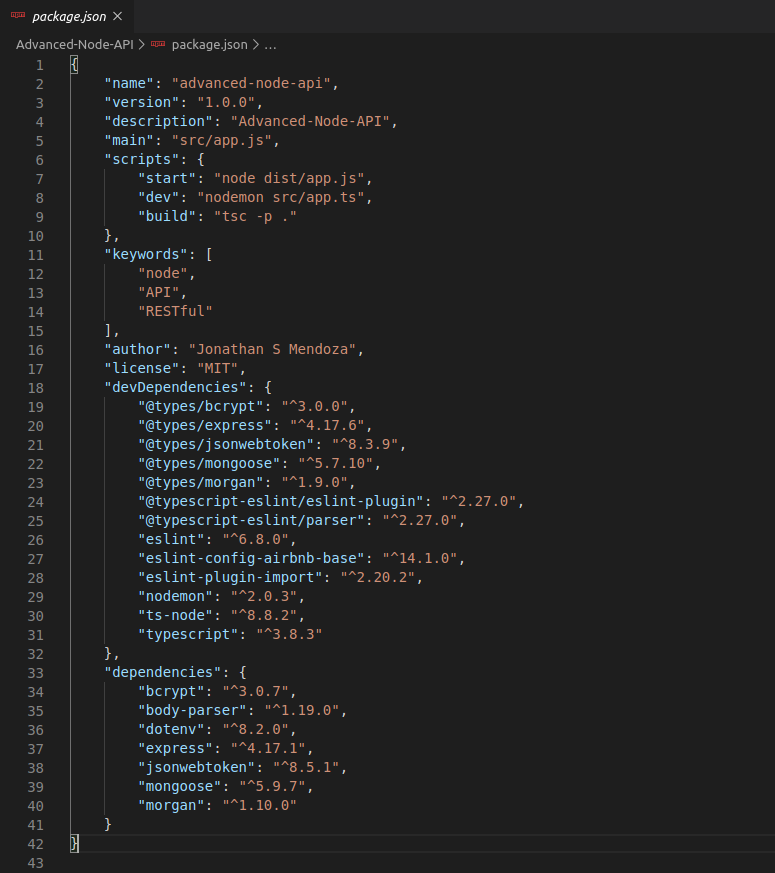 package.json
Advanced-Node-API > package.json > ...
1 {
2     "name": "advanced-node-api",
3     "version": "1.0.0",
4     "description": "Advanced-Node-API",
5     "main": "src/app.js",
6     "scripts": {
7         "start": "node dist/app.js",
8         "dev": "nodemon src/app.ts",
9         "build": "tsc -p ."
10     },
11     "keywords": [
12         "node",
13         "API",
14         "RESTful"
15     ],
16     "author": "Jonathan S Mendoza",
17     "license": "MIT",
18     "devDependencies": {
19         "@types/bcrypt": "^3.0.0",
20         "@types/express": "^4.17.6",
21         "@types/jsonwebtoken": "^8.3.9",
22         "@types/mongoose": "^5.7.10",
23         "@types/morgan": "^1.9.0",
24         "@typescript-eslint/eslint-plugin": "^2.27.0",
25         "@typescript-eslint/parser": "^2.27.0",
26         "eslint": "^6.8.0",
27         "eslint-config-airbnb-base": "^14.1.0",
28         "eslint-plugin-import": "^2.20.2",
29         "nodemon": "^2.0.3",
30         "ts-node": "^8.8.2",
31         "typescript": "^3.8.3"
32     },
33     "dependencies": {
34         "bcrypt": "^3.0.7",
35         "body-parser": "^1.19.0",
36         "dotenv": "^8.2.0",
37         "express": "^4.17.1",
38         "jsonwebtoken": "^8.5.1",
39         "mongoose": "^5.9.7",
40         "morgan": "^1.10.0"
41     }
42 }
43